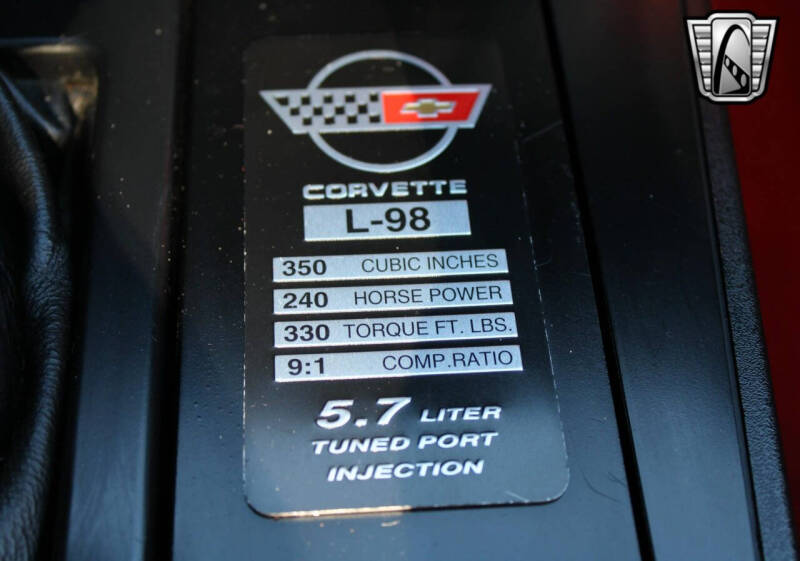 CORVETTE
L-98
350 CUBIC INCHES
240 HORSE POWER
330 TORQUE FT. LBS.
9:1 COMP.RATIO
5.7 LITER
TUNED PORT
INJECTION